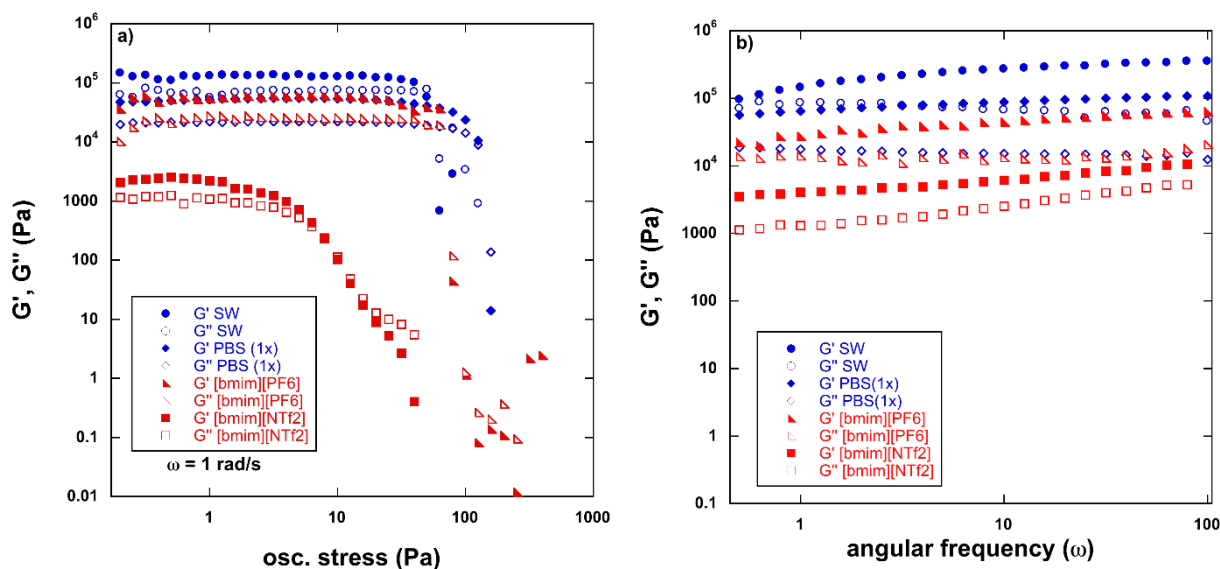 a)
10^6
10^5
10^4
1000
100
10
1
0.1
0.01
G', G" (Pa)
G' SW
G" SW
G' PBS (1x)
G" PBS (1x)
G' [bmim][PF6]
G" [bmim][PF6]
G' [bmim][NTf2]
G" [bmim][NTf2]
ω = 1 rad/s
1 10 100 1000
osc. stress (Pa)
b)
10^6
10^5
10^4
1000
100
10
1
0.1
G', G" (Pa)
G' SW
G" SW
G' PBS(1x)
G" PBS(1x)
G' [bmim][PF6]
G" [bmim][PF6]
G' [bmim][NTf2]
G" [bmim][NTf2]
1 10 100
angular frequency (ω)